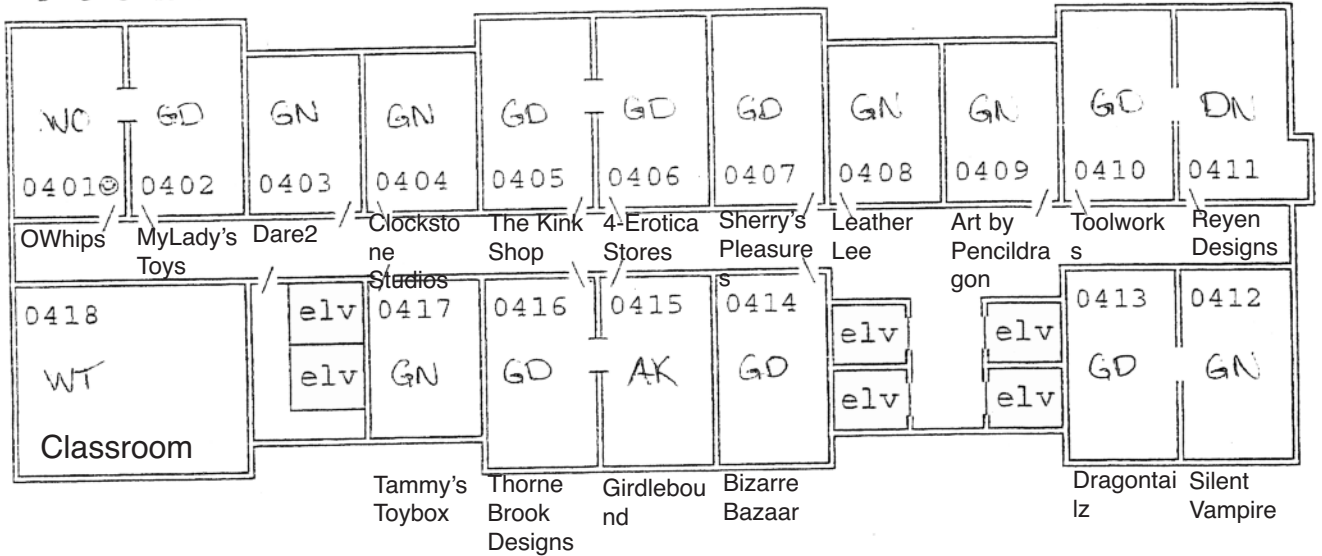 WC GD GN GN GD GD GD GN GN GD DN
0401☺ 0402 0403 0404 0405 0406 0407 0408 0409 0410 0411
OWhips
MyLady's
Toys
Dare2
Clocksto
ne
Studios
The Kink
Shop
4-Erotica
Stores
Sherry's
Pleasure
s
Leather
Lee
Art by
Pencildra
gon
Toolwork
s
Reyen
Designs
0418 elv 0417 0416 0415 0414 elv elv 0413 0412
WT elv GN GD AK GD elv elv GD GN
Classroom
Tammy's
Toybox
Thorne
Brook
Designs
Girdlebou
nd
Bizarre
Bazaar
Dragontai
lz
Silent
Vampire